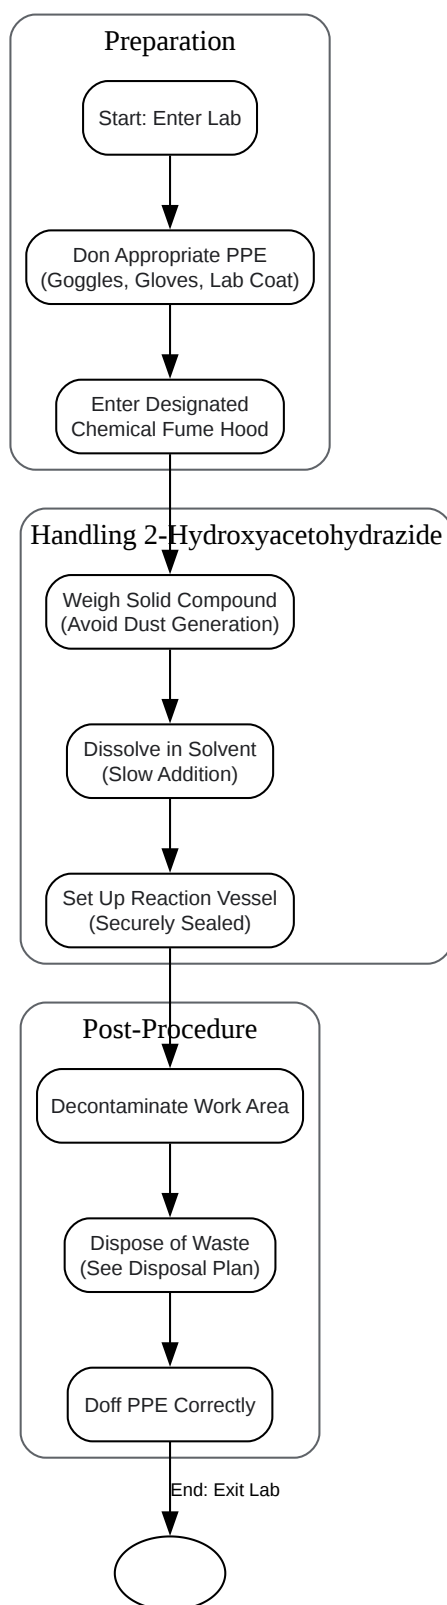 Preparation
Start: Enter Lab
Don Appropriate PPE
(Goggles, Gloves, Lab Coat)
Enter Designated
Chemical Fume Hood
Handling 2-Hydroxyacetohydrazide
Weigh Solid Compound
(Avoid Dust Generation)
Dissolve in Solvent
(Slow Addition)
Set Up Reaction Vessel
(Securely Sealed)
Post-Procedure
Decontaminate Work Area
Dispose of Waste
(See Disposal Plan)
Doff PPE Correctly
End: Exit Lab